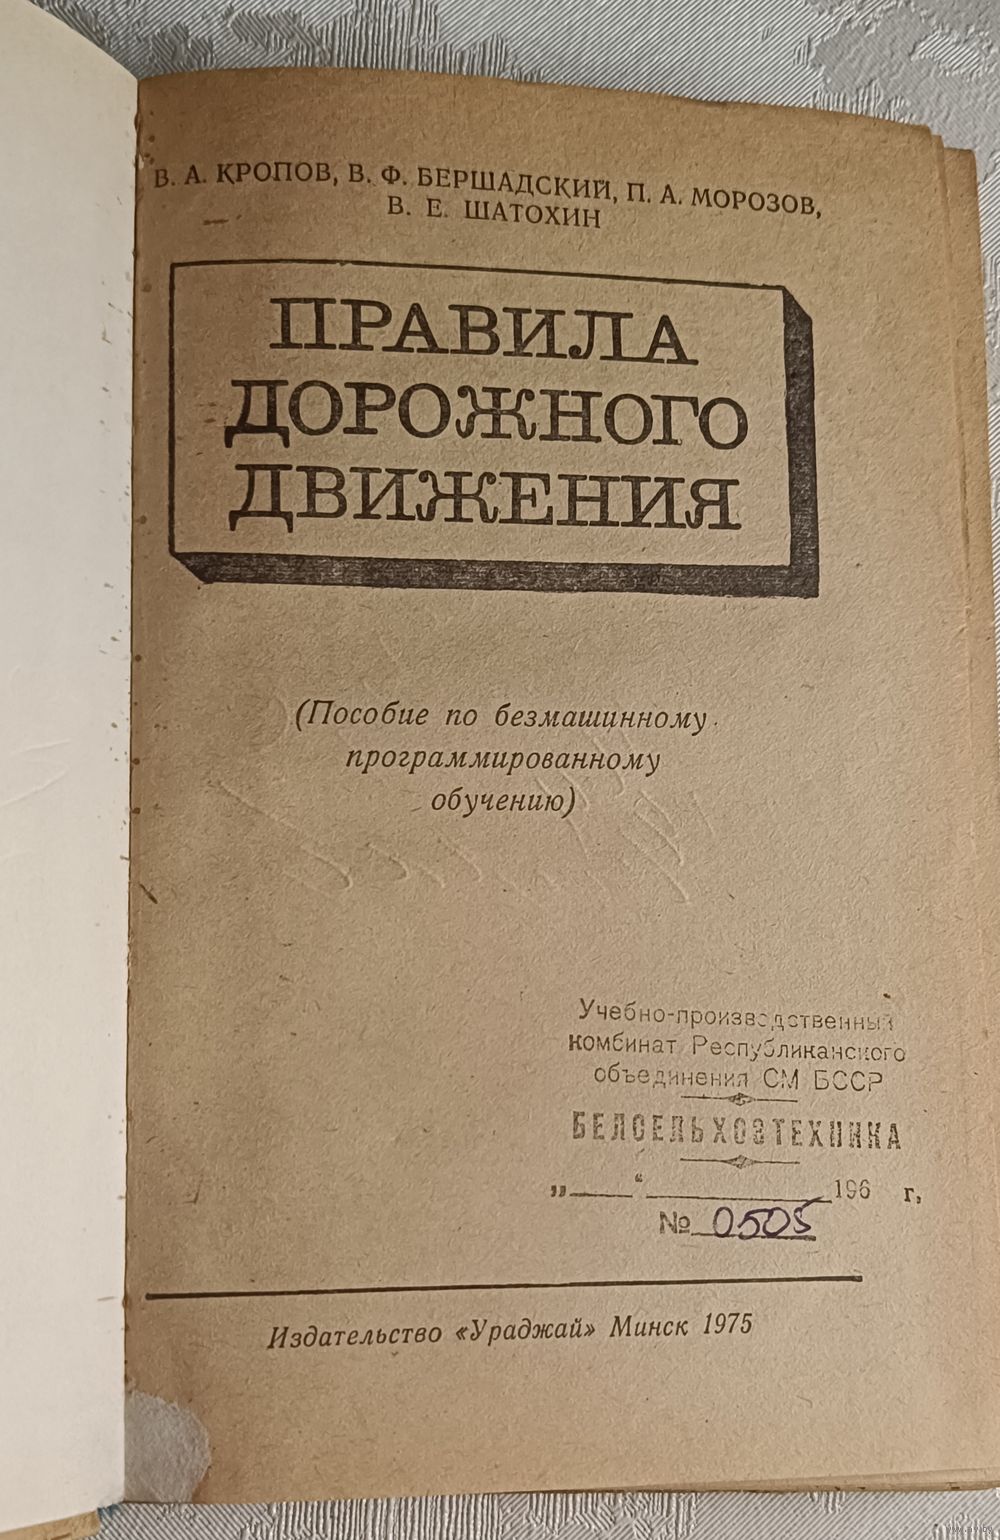 В. А. КРОПОВ, В. Ф. БЕРШАДСКИЙ, П. А. МОРОЗОВ,
В. Е. ШАТОХИН
ПРАВИЛА
ДОРОЖНОГО
ДВИЖЕНИЯ
(Пособие по безмашинному
программированному
обучению)
Учебно-производственный
комбинат Республиканского
объединения СМ БССР
БЕЛСЕЛЬХОЗТЕХНИКА
„ “ 196 г,
№ 0505
Издательство «Ураджай» Минск 1975